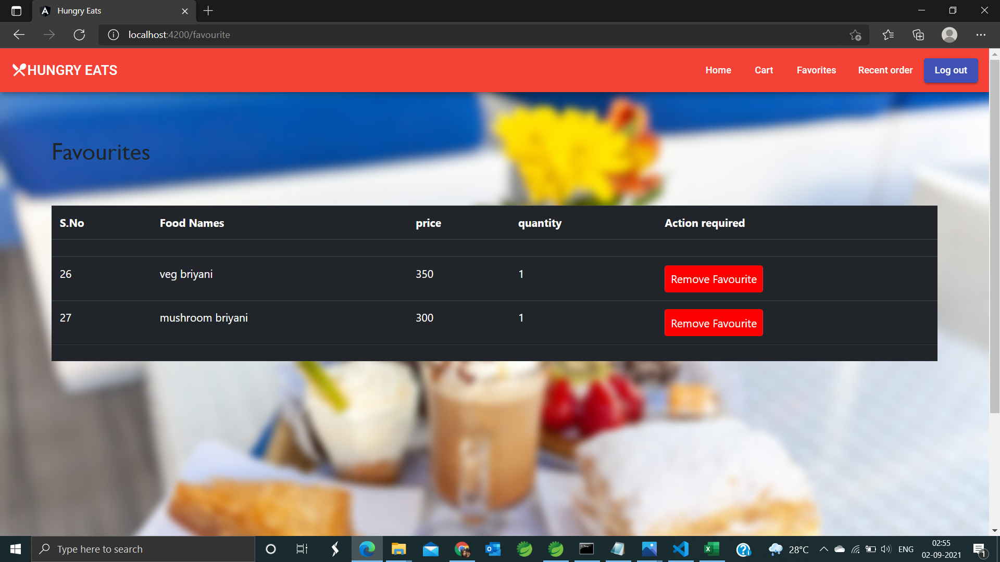 Hungry Eats
localhost:4200/favourite
HUNGRY EATS
Home Cart Favorites Recent order Log out
Favourites
S.No Food Names price quantity Action required
26 veg briyani 350 1 Remove Favourite
27 mushroom briyani 300 1 Remove Favourite
Type here to search
28°C ENG
02:55
02-09-2021
1